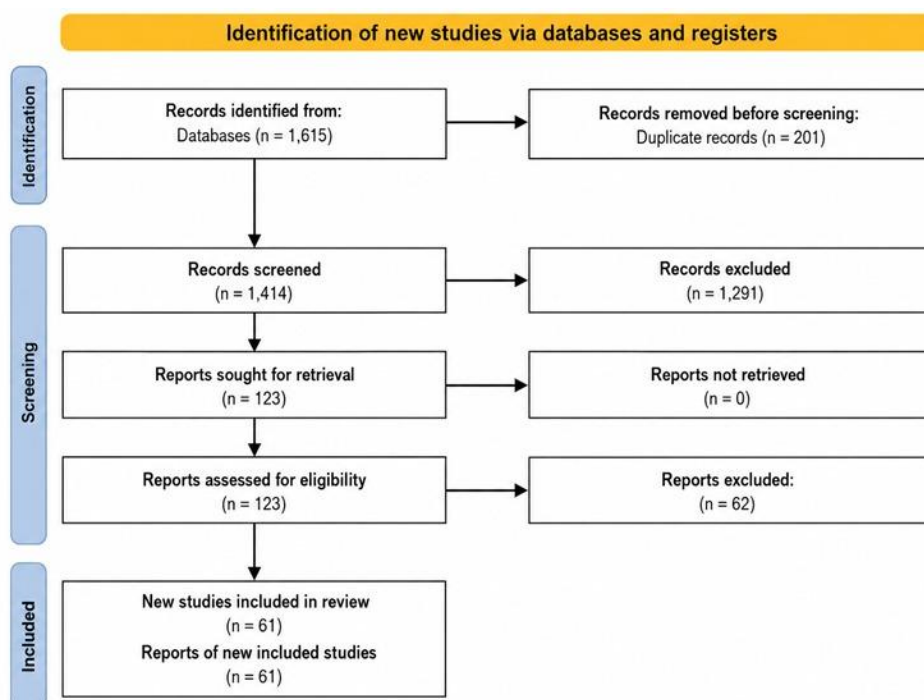 Identification of new studies via databases and registers
Identification
Records identified from:
Databases (n = 1,615)
Records removed before screening:
Duplicate records (n = 201)
Screening
Records screened
(n = 1,414)
Records excluded
(n = 1,291)
Reports sought for retrieval
(n = 123)
Reports not retrieved
(n = 0)
Reports assessed for eligibility
(n = 123)
Reports excluded:
(n = 62)
Included
New studies included in review
(n = 61)
Reports of new included studies
(n = 61)